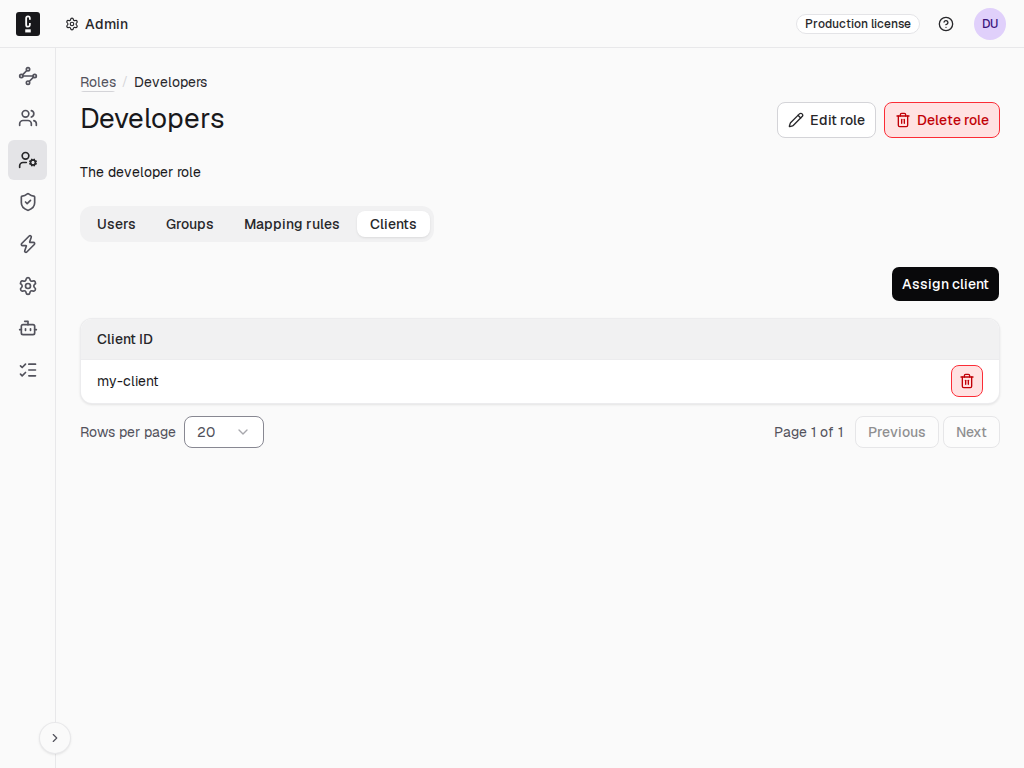 Admin
Production license
DU
Roles / Developers
Developers
Edit role
Delete role
The developer role
Users
Groups
Mapping rules
Clients
Assign client
Client ID
my-client
Rows per page
20
Page 1 of 1
Previous
Next